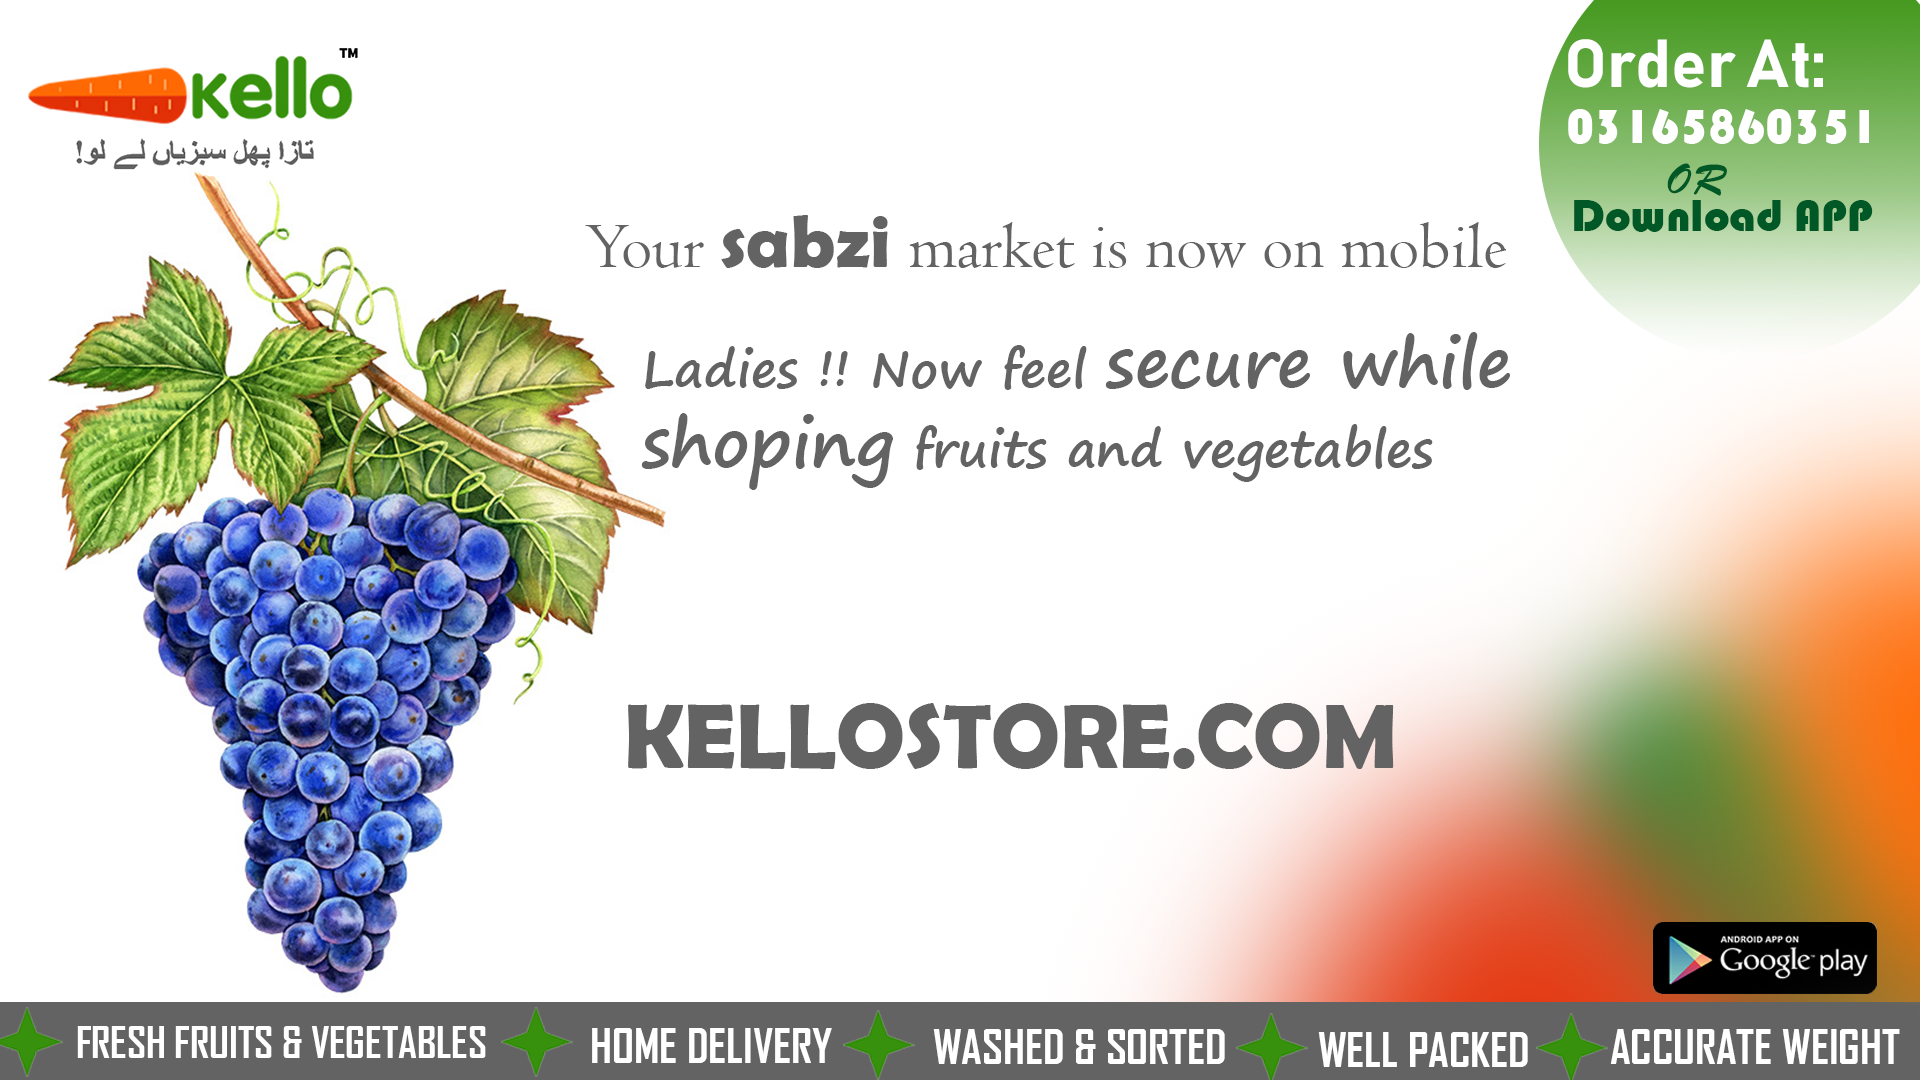 kello™
تازا پھل سبزیاں لے لو!
Order At:
03165860351
OR
Download APP
Your sabzi market is now on mobile
Ladies !! Now feel secure while
shoping fruits and vegetables
KELLOSTORE.COM
ANDROID APP ON
Google play
FRESH FRUITS & VEGETABLES HOME DELIVERY WASHED & SORTED WELL PACKED ACCURATE WEIGHT